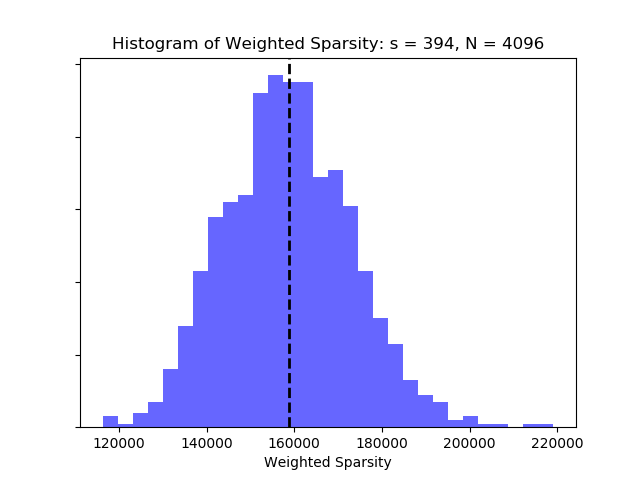 Histogram of Weighted Sparsity: s = 394, N = 4096
120000 140000 160000 180000 200000 220000
Weighted Sparsity